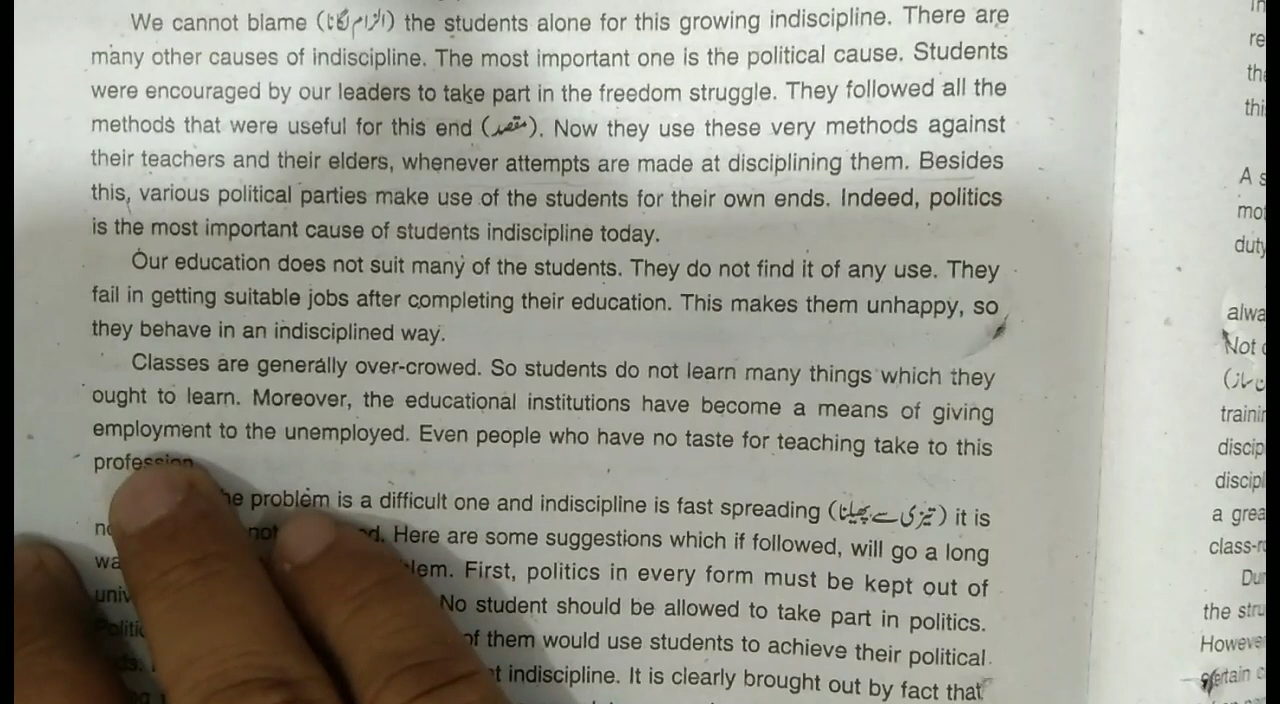 We cannot blame (الزام لگانا) the students alone for this growing indiscipline. There are
many other causes of indiscipline. The most important one is the political cause. Students
were encouraged by our leaders to take part in the freedom struggle. They followed all the
methods that were useful for this end (مقصد). Now they use these very methods against
their teachers and their elders, whenever attempts are made at disciplining them. Besides
this, various political parties make use of the students for their own ends. Indeed, politics
is the most important cause of students indiscipline today.
Our education does not suit many of the students. They do not find it of any use. They
fail in getting suitable jobs after completing their education. This makes them unhappy, so
they behave in an indisciplined way.
Classes are generally over-crowed. So students do not learn many things which they
ought to learn. Moreover, the educational institutions have become a means of giving
employment to the unemployed. Even people who have no taste for teaching take to this
profession
problem is a difficult one and indiscipline is fast spreading (تیزی سے پھیلنا) it is
not Here are some suggestions which if followed, will go a long
First, politics in every form must be kept out of
No student should be allowed to take part in politics.
of them would use students to achieve their political
indiscipline. It is clearly brought out by fact that
re
A
duty
Not
class-
the